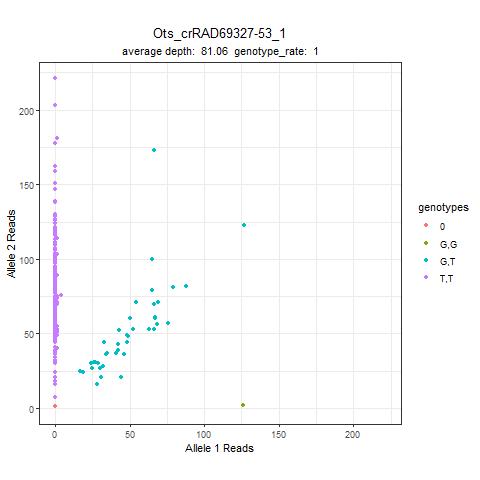 Ots_crRAD69327-53_1
average depth: 81.06 genotype_rate: 1
200
150
100
50
0
Allele 2 Reads
0 50 100 150 200
Allele 1 Reads
genotypes
0
G,G
G,T
T,T